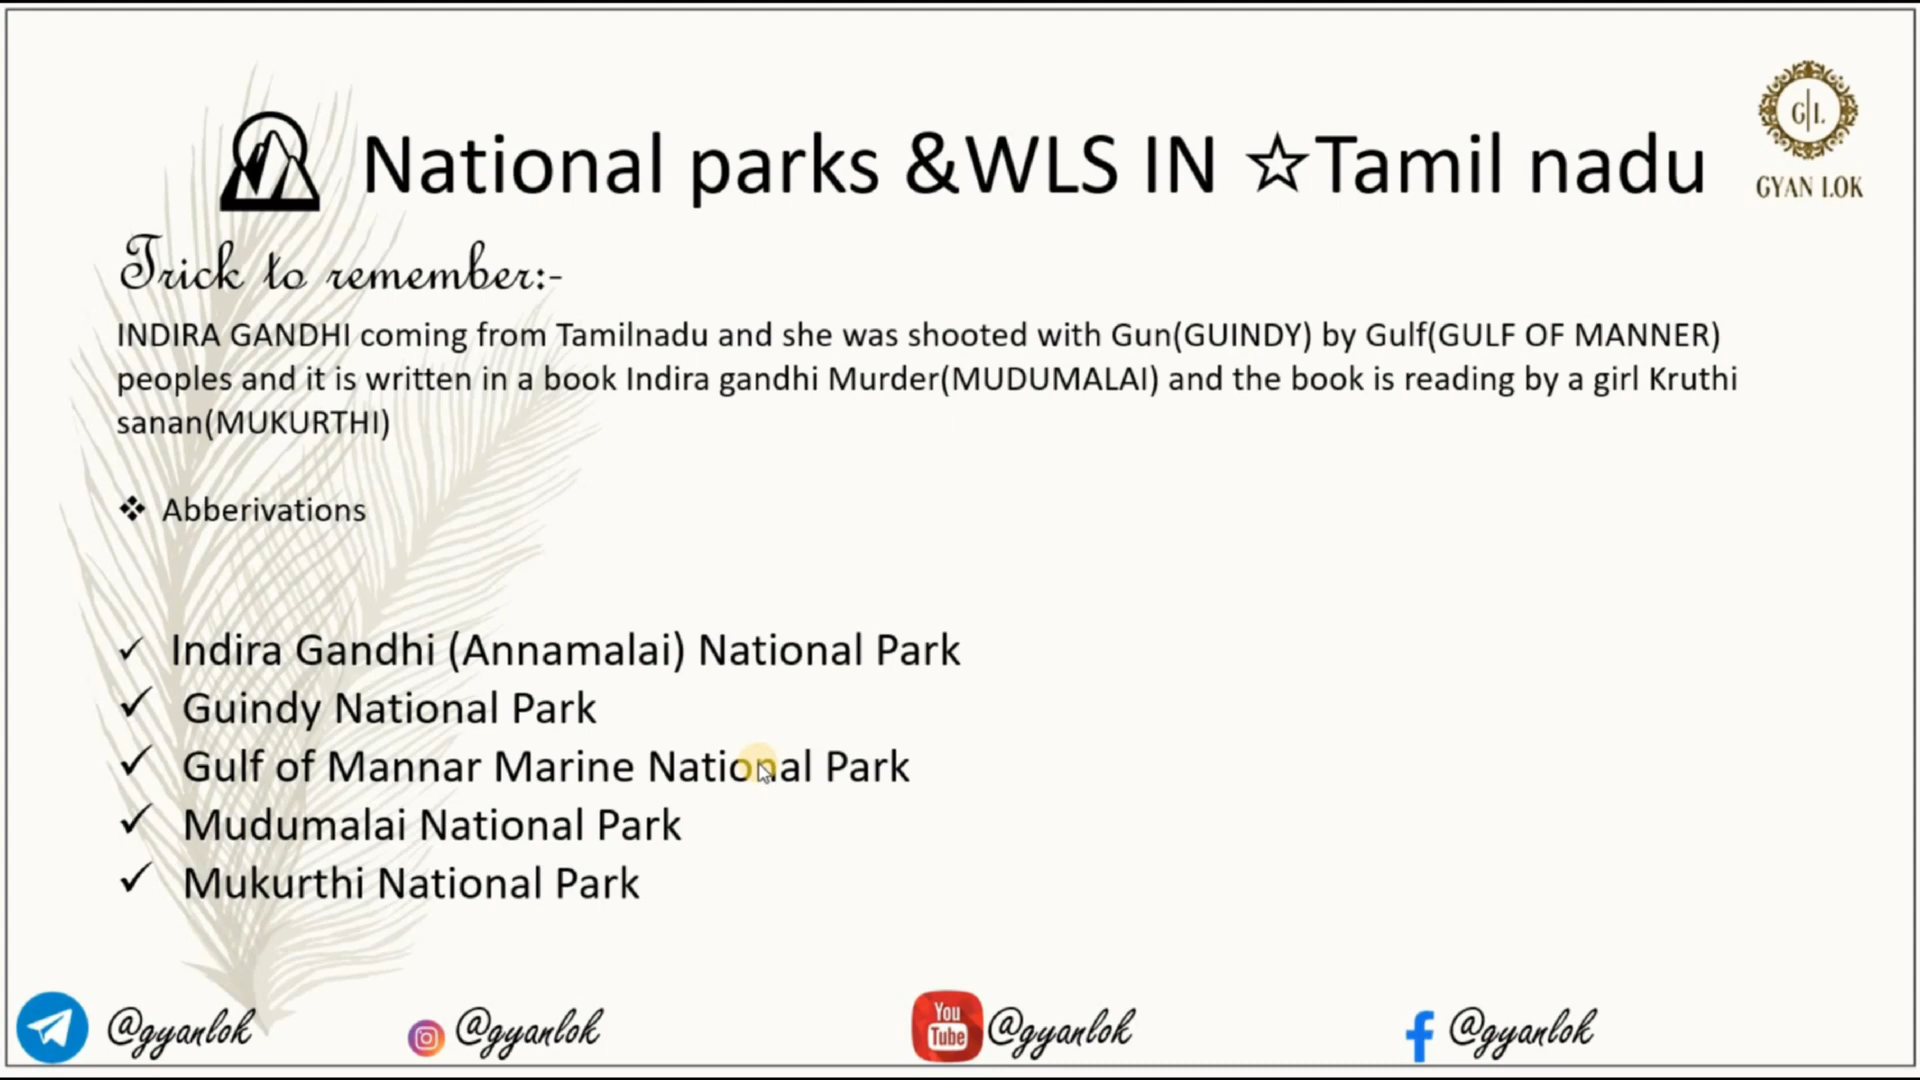 National parks &WLS IN ☆Tamil nadu
G|L
GYAN LOK
Trick to remember:-
INDIRA GANDHI coming from Tamilnadu and she was shooted with Gun(GUINDY) by Gulf(GULF OF MANNER)
peoples and it is written in a book Indira gandhi Murder(MUDUMALAI) and the book is reading by a girl Kruthi
sanan(MUKURTHI)
❖ Abberivations
✓ Indira Gandhi (Annamalai) National Park
✓ Guindy National Park
✓ Gulf of Mannar Marine National Park
✓ Mudumalai National Park
✓ Mukurthi National Park
@gyanlok
@gyanlok
You
Tube
@gyanlok
@gyanlok